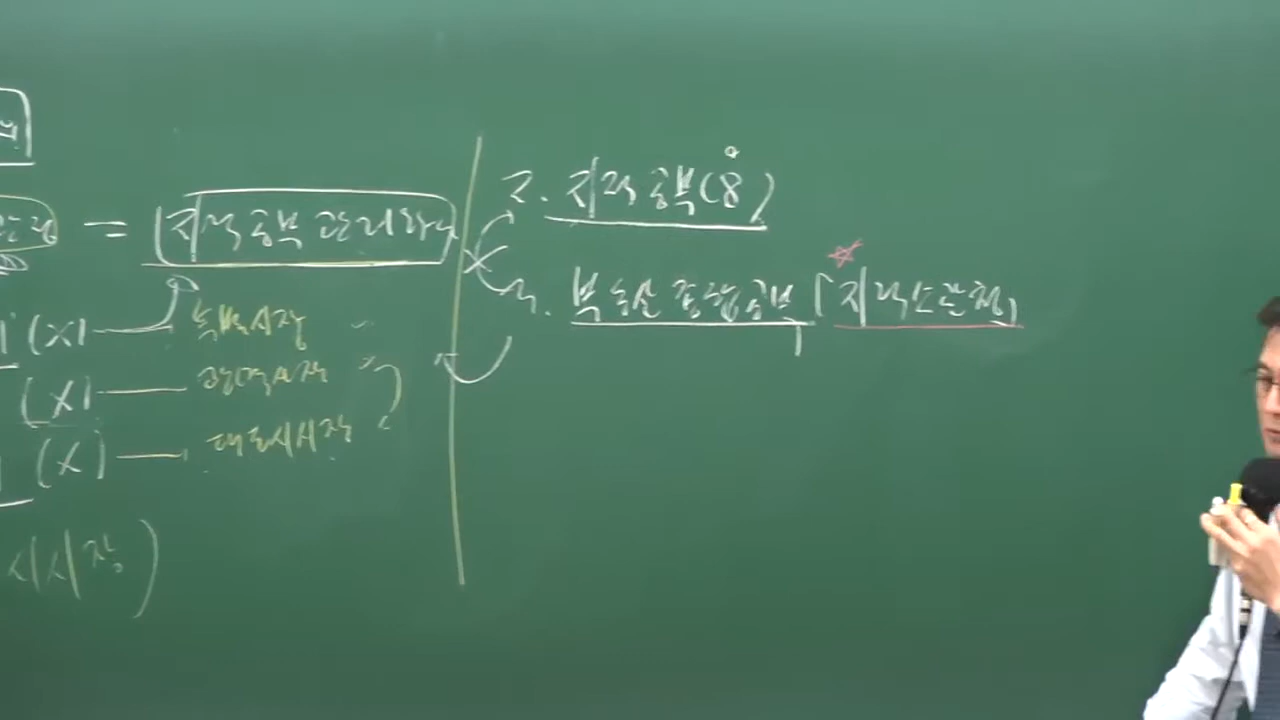 = 지적공부관리
2. 지적공부(8)
3. 부동산종합공부「지적소관청」
(X) 특별시장
(X) 광역시장
(X) 대도시시장
시시장)